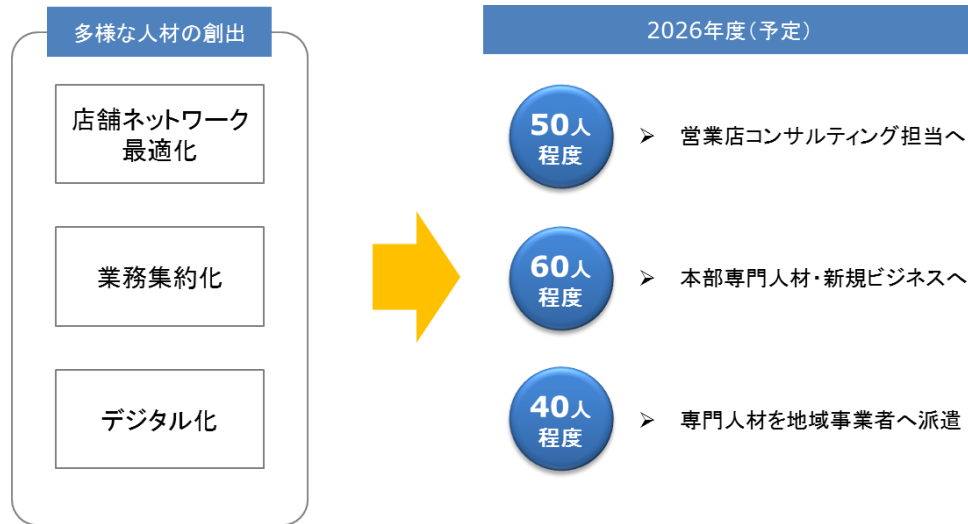 多様な人材の創出
店舗ネットワーク
最適化
業務集約化
デジタル化
2026年度(予定)
50人
程度
➢ 営業店コンサルティング担当へ
60人
程度
➢ 本部専門人材・新規ビジネスへ
40人
程度
➢ 専門人材を地域事業者へ派遣